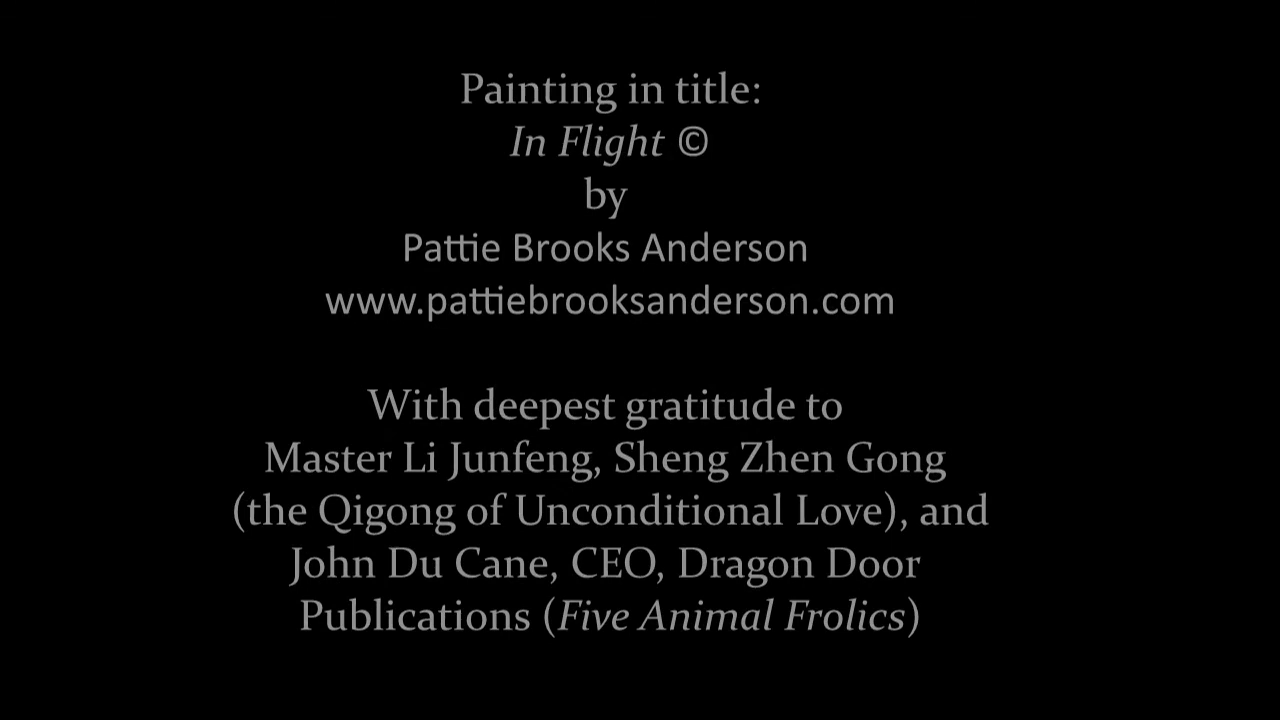 Painting in title:
In Flight ©
by
Pattie Brooks Anderson
www.pattiebrooksanderson.com
With deepest gratitude to
Master Li Junfeng, Sheng Zhen Gong
(the Qigong of Unconditional Love), and
John Du Cane, CEO, Dragon Door
Publications (Five Animal Frolics)